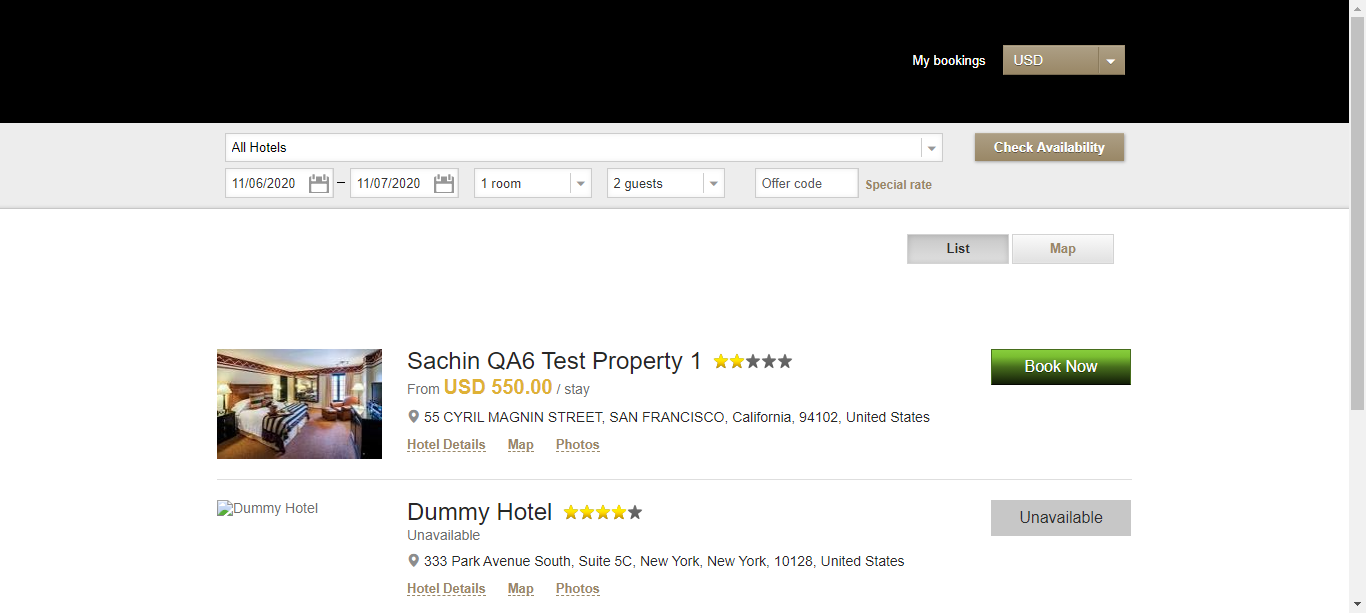 My bookings USD
All Hotels Check Availability
11/06/2020 – 11/07/2020 1 room 2 guests Offer code Special rate
List Map
Sachin QA6 Test Property 1 Book Now
From USD 550.00 / stay
55 CYRIL MAGNIN STREET, SAN FRANCISCO, California, 94102, United States
Hotel Details Map Photos
Dummy Hotel
Dummy Hotel Unavailable
Unavailable
333 Park Avenue South, Suite 5C, New York, New York, 10128, United States
Hotel Details Map Photos